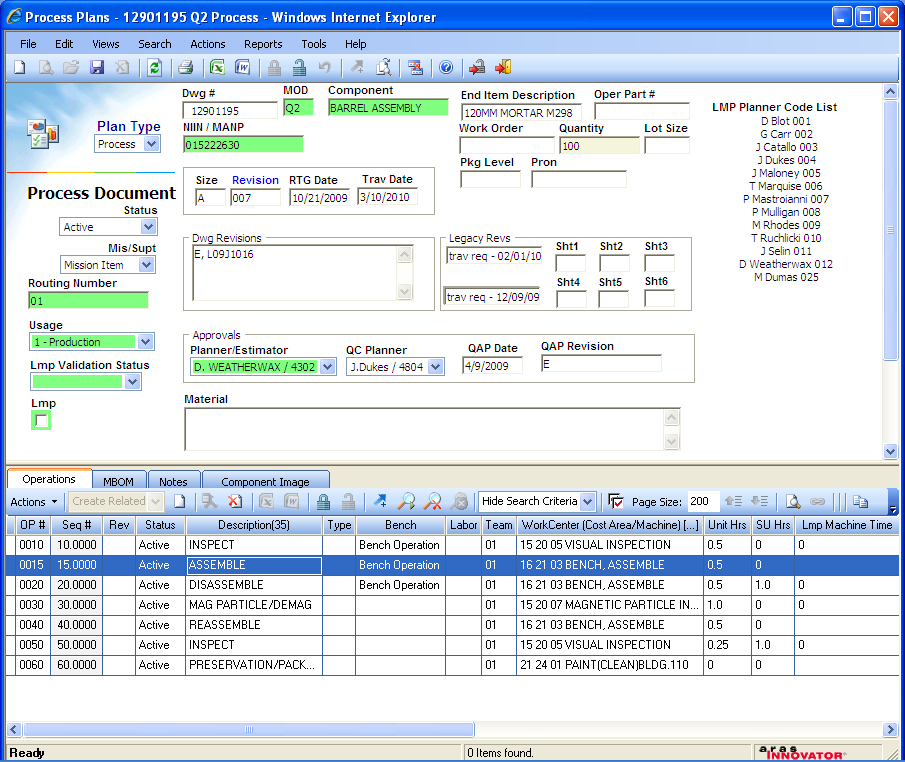 Process Plans - 12901195 Q2 Process - Windows Internet Explorer
File Edit Views Search Actions Reports Tools Help
Plan Type
Process
Process Document
Status
Active
Mis/Supt
Mission Item
Routing Number
01
Usage
1 - Production
Lmp Validation Status
Lmp
Dwg # MOD Component
12901195 Q2 BARREL ASSEMBLY
NIIN / MANP
015222630
End Item Description Oper Part #
120MM MORTAR M298
Work Order Quantity Lot Size
100
Pkg Level Pron
Size Revision RTG Date Trav Date
A 007 10/21/2009 3/10/2010
Dwg Revisions
E, L09J1016
Legacy Revs Sht1 Sht2 Sht3
trav req - 02/01/10
Sht4 Sht5 Sht6
trav req - 12/09/09
Approvals
Planner/Estimator QC Planner QAP Date QAP Revision
D. WEATHERWAX / 4302 J.Dukes / 4804 4/9/2009 E
Material
LMP Planner Code List
D Blot 001
G Carr 002
J Catallo 003
J Dukes 004
J Maloney 005
T Marquise 006
P Mastroianni 007
P Mulligan 008
M Rhodes 009
T Ruchlicki 010
J Selin 011
D Weatherwax 012
M Dumas 025
Operations MBOM Notes Component Image
Actions Create Related Hide Search Criteria Page Size: 200
OP # Seq # Rev Status Description(35) Type Bench Labor Team WorkCenter (Cost Area/Machine) [...] Unit Hrs SU Hrs Lmp Machine Time
0010 10.0000 Active INSPECT Bench Operation 01 15 20 05 VISUAL INSPECTION 0.5 0 0
0015 15.0000 Active ASSEMBLE Bench Operation 01 16 21 03 BENCH, ASSEMBLE 0.5 0
0020 20.0000 Active DISASSEMBLE Bench Operation 01 16 21 03 BENCH, ASSEMBLE 0.5 1.0 0
0030 30.0000 Active MAG PARTICLE/DEMAG 01 15 20 07 MAGNETIC PARTICLE IN... 1.0 0 0
0040 40.0000 Active REASSEMBLE 01 16 21 03 BENCH, ASSEMBLE 0.5 0
0050 50.0000 Active INSPECT 01 15 20 05 VISUAL INSPECTION 0.25 1.0 0
0060 60.0000 Active PRESERVATION/PACK... 01 21 24 01 PAINT(CLEAN)BLDG.110 0 0
Ready 0 Items found. aras INNOVATOR